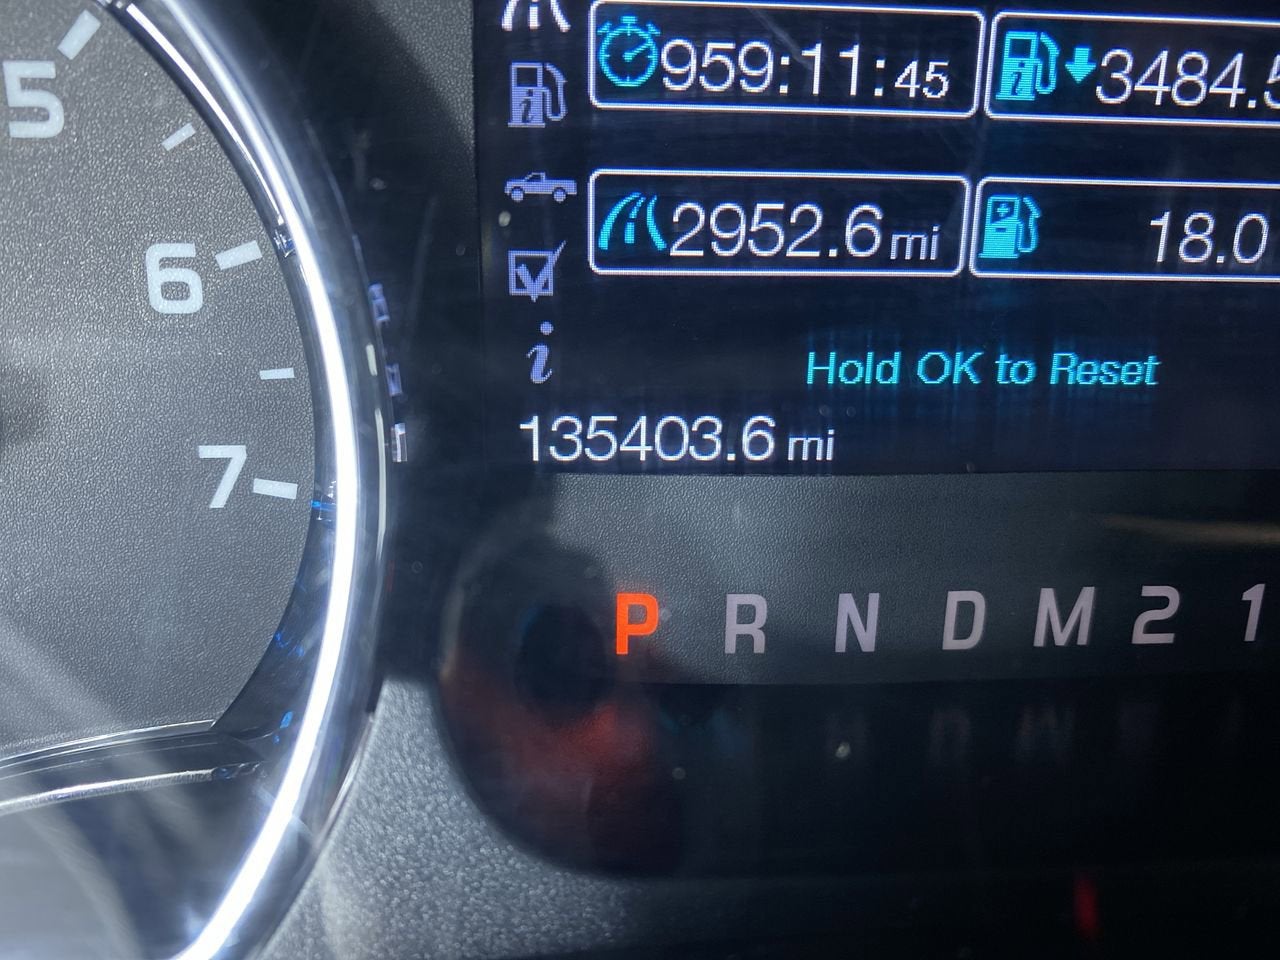 5
6
7
959:11:45
3484.5
2952.6 mi
18.0
Hold OK to Reset
135403.6 mi
P R N D M 2 1